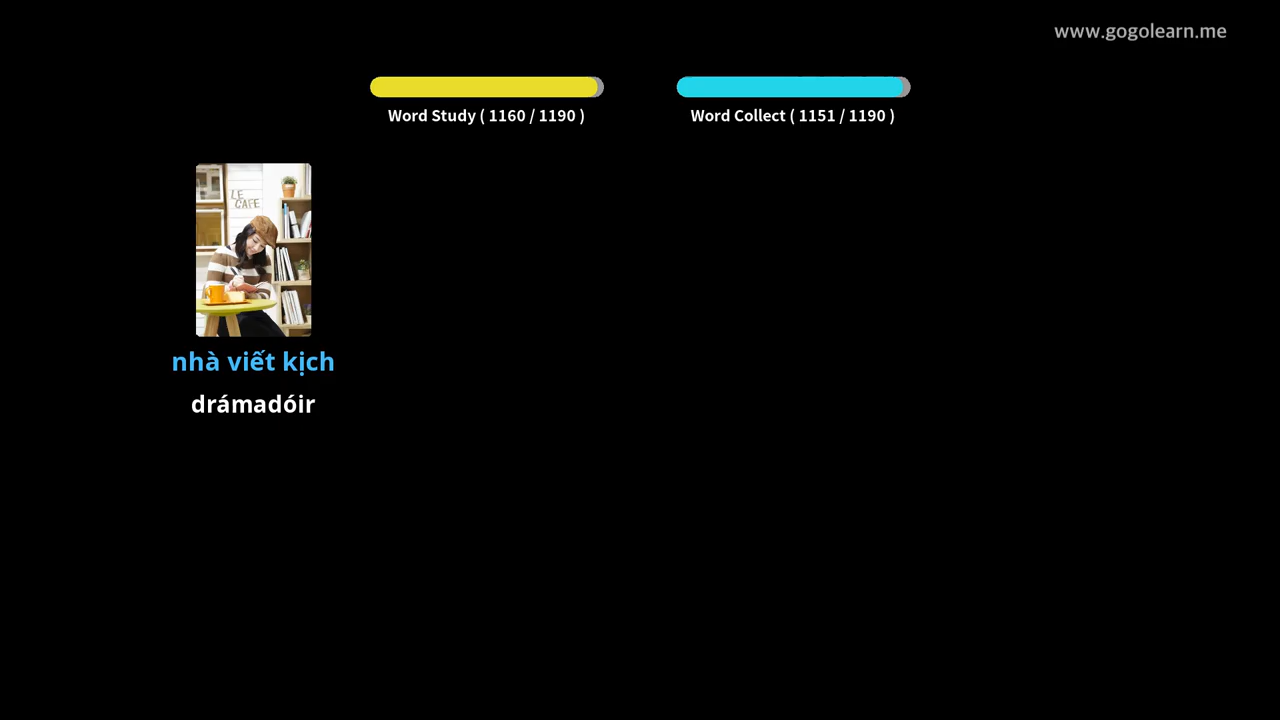 www.gogolearn.me
Word Study ( 1160 / 1190 )
Word Collect ( 1151 / 1190 )
LE
CAFE
nhà viết kịch
drámadóir